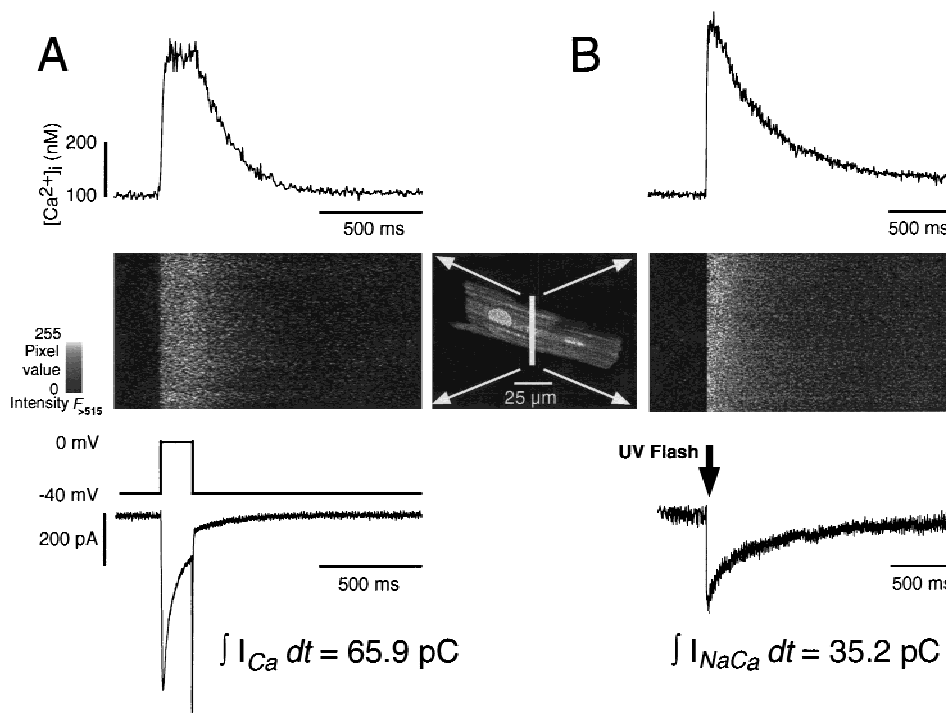 A
B
200
100
[Ca2+]i (nM)
500 ms
500 ms
255
Pixel
value
0
Intensity F>515
25 µm
0 mV
-40 mV
200 pA
500 ms
UV Flash
500 ms
∫ ICa dt = 65.9 pC
∫ INaCa dt = 35.2 pC